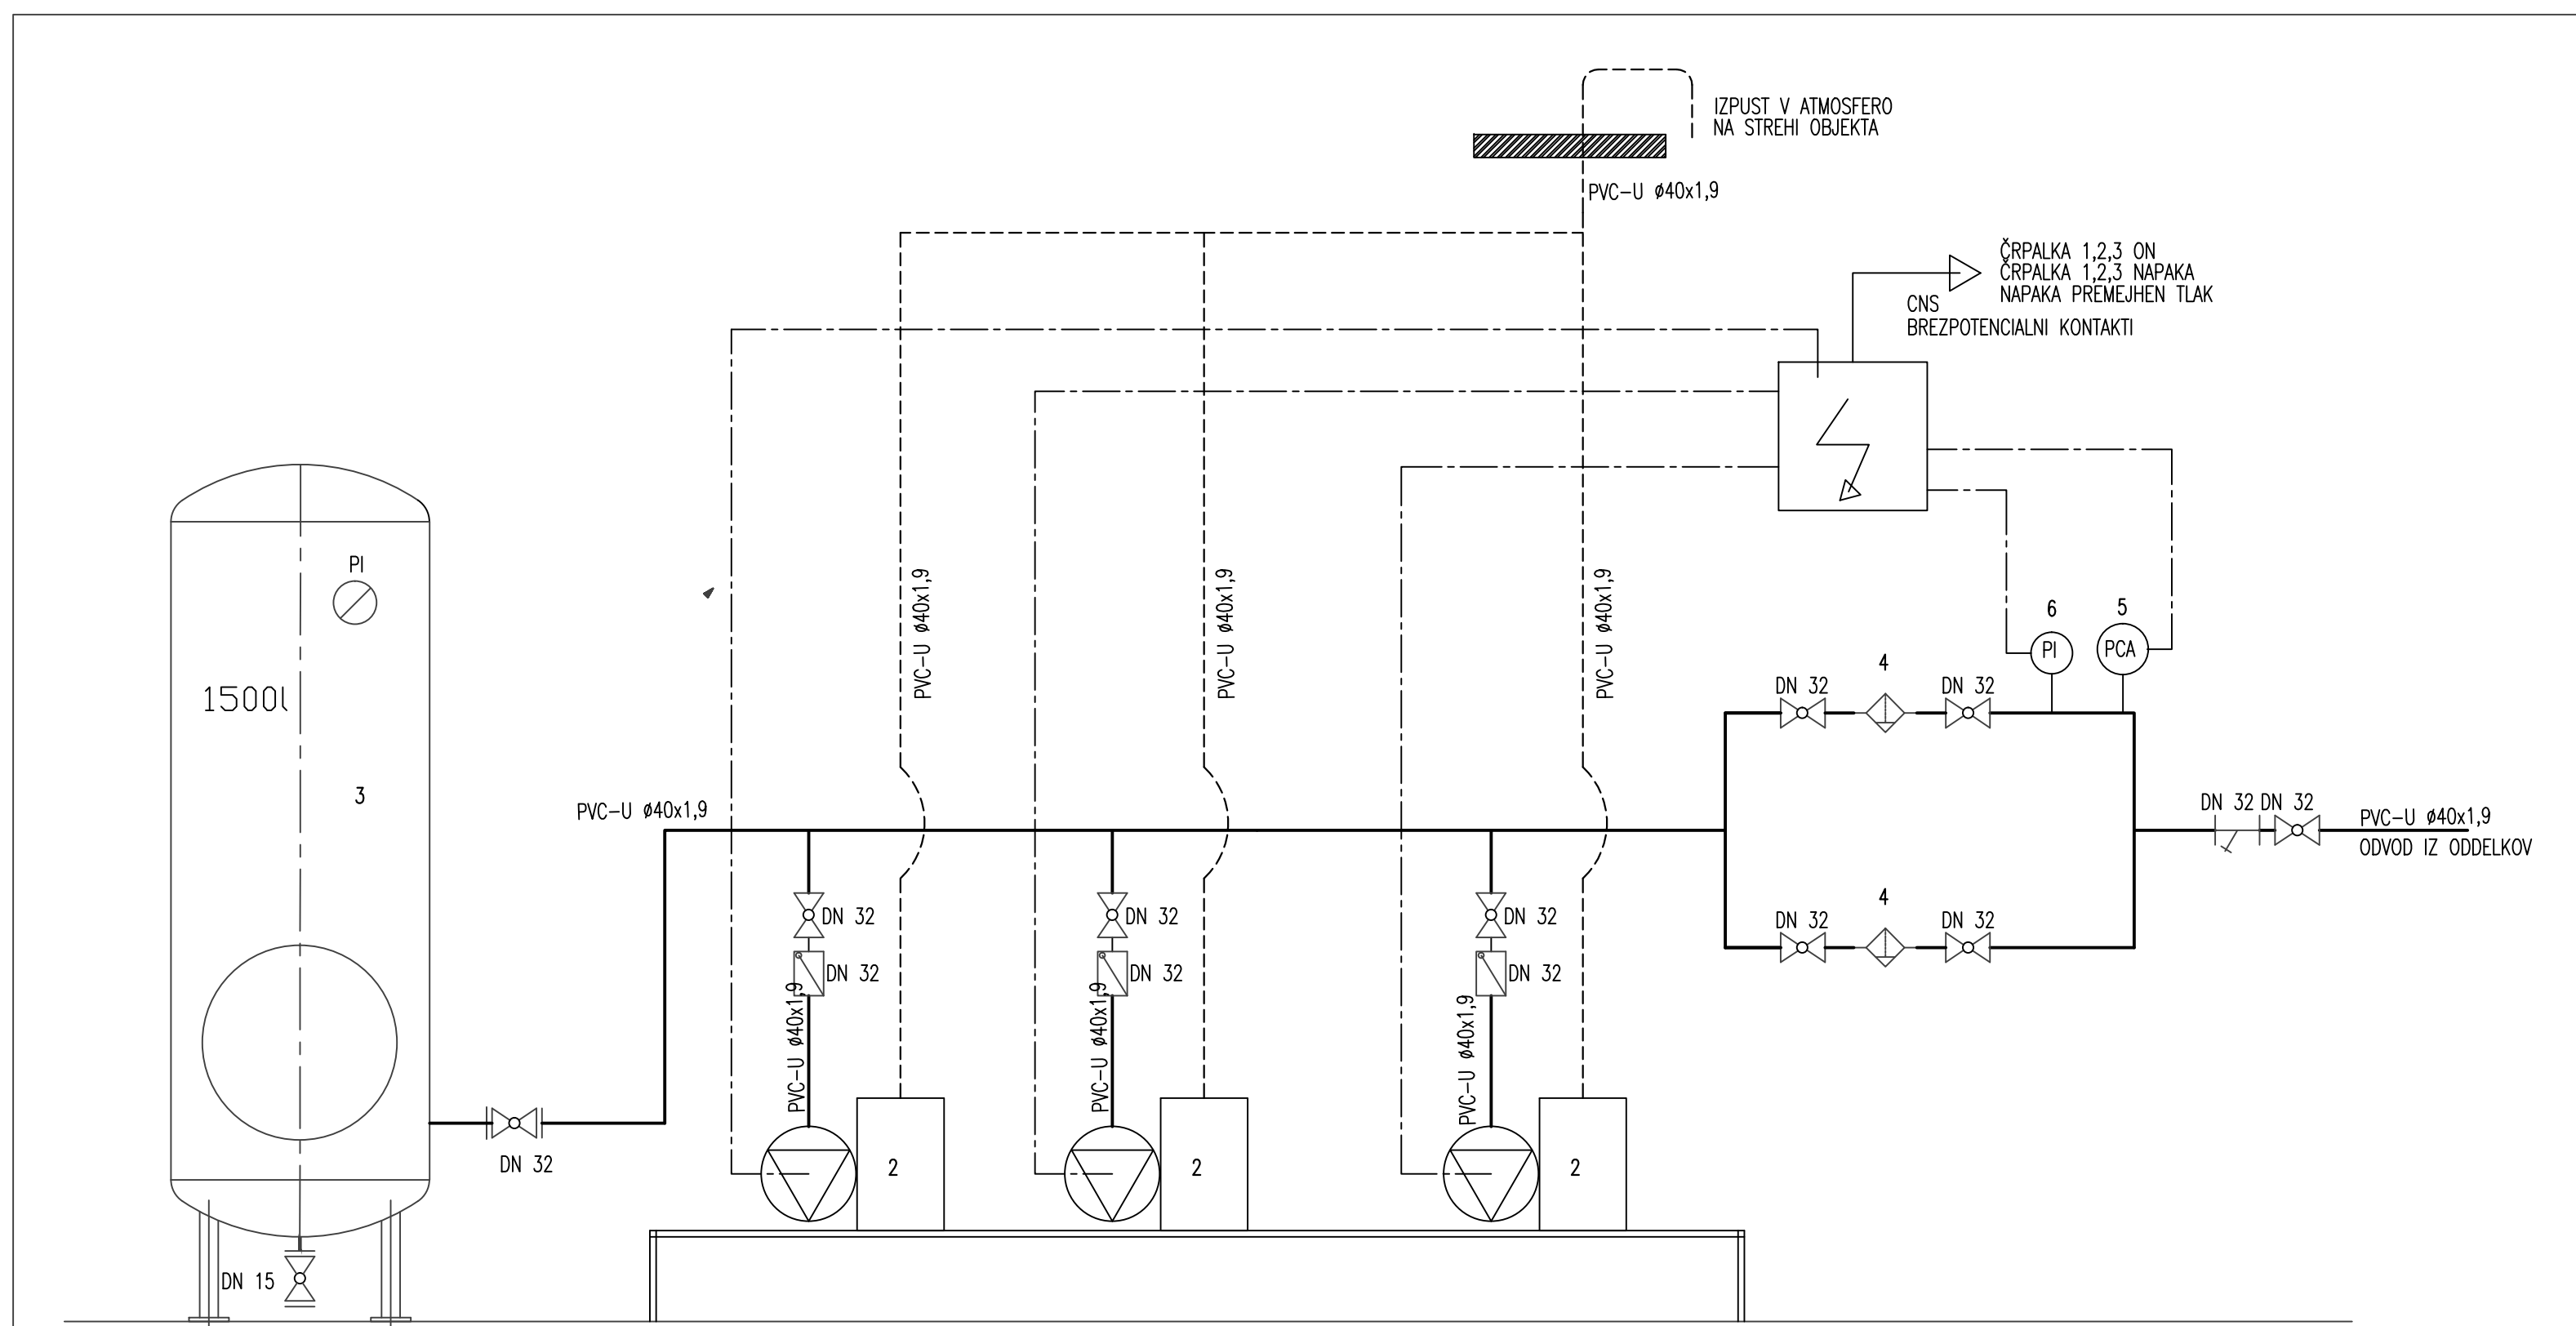 IZPUST V ATMOSFERO
NA STREHI OBJEKTA
PVC-U ø40x1,9
ČRPALKA 1,2,3 ON
ČRPALKA 1,2,3 NAPAKA
NAPAKA PREMEJHEN TLAK
CNS
BREZPOTENCIALNI KONTAKTI
PI
1500l
3
PVC-U ø40x1,9
PVC-U ø40x1,9
PVC-U ø40x1,9
6
5
PI
PCA
4
DN 32
DN 32
PVC-U ø40x1,9
DN 32
DN 32
PVC-U ø40x1,9
ODVOD IZ ODDELKOV
4
DN 32
DN 32
DN 32
DN 32
DN 32
DN 32
DN 32
DN 32
PVC-U ø40x1,9
PVC-U ø40x1,9
PVC-U ø40x1,9
DN 32
2
2
2
DN 15